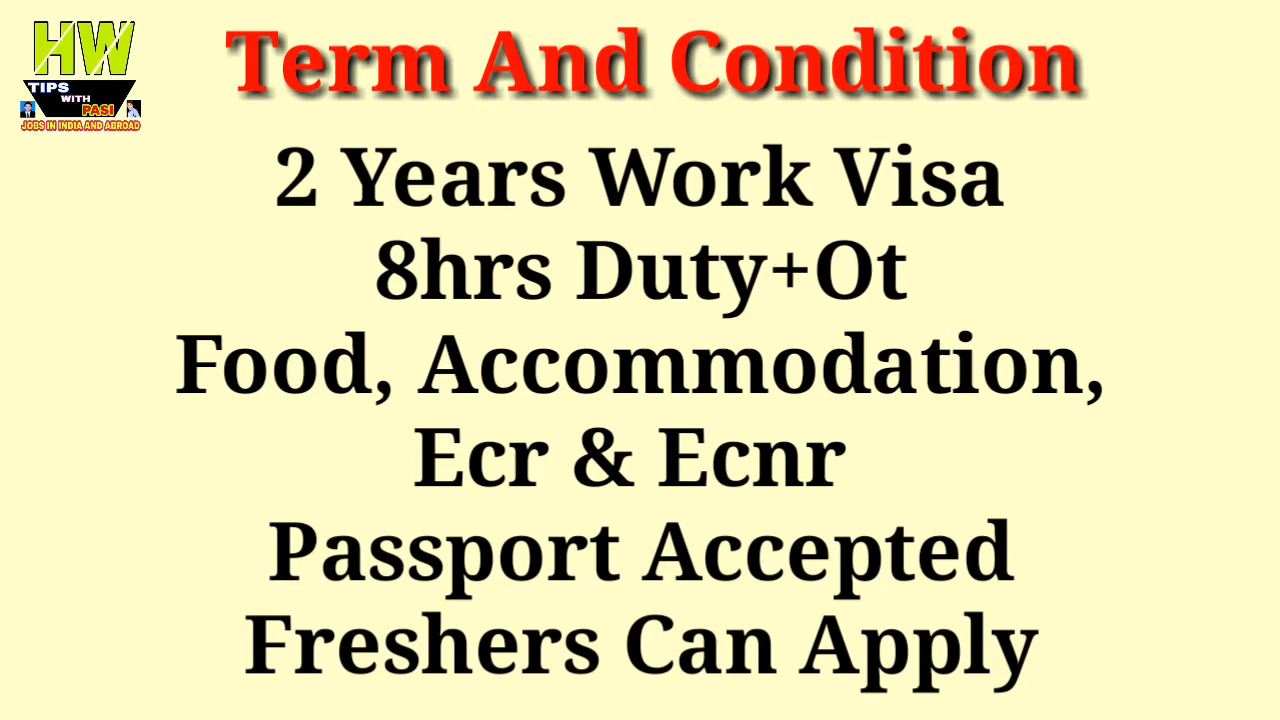 HW
TIPS
WITH
PASI
JOBS IN INDIA AND ABROAD
Term And Condition
2 Years Work Visa
8hrs Duty+Ot
Food, Accommodation,
Ecr & Ecnr
Passport Accepted
Freshers Can Apply